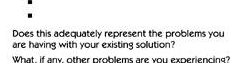 Does this adequately represent the problems you
are having with your existing solution?
What, if any, other problems are you experiencing?